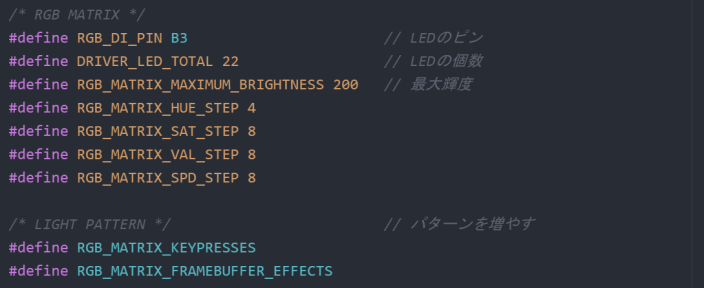 /* RGB MATRIX */
#define RGB_DI_PIN B3 // LEDのピン
#define DRIVER_LED_TOTAL 22 // LEDの個数
#define RGB_MATRIX_MAXIMUM_BRIGHTNESS 200 // 最大輝度
#define RGB_MATRIX_HUE_STEP 4
#define RGB_MATRIX_SAT_STEP 8
#define RGB_MATRIX_VAL_STEP 8
#define RGB_MATRIX_SPD_STEP 8
/* LIGHT PATTERN */ // パターンを増やす
#define RGB_MATRIX_KEYPRESSES
#define RGB_MATRIX_FRAMEBUFFER_EFFECTS